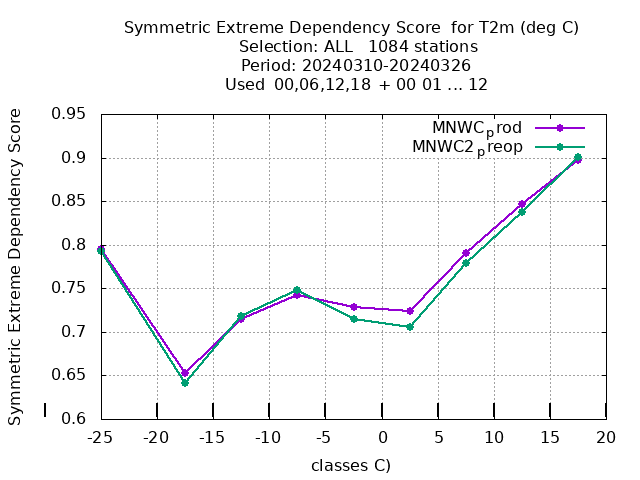 Symmetric Extreme Dependency Score for T2m (deg C)
Selection: ALL 1084 stations
Period: 20240310-20240326
Used 00,06,12,18 + 00 01 ... 12
Symmetric Extreme Dependency Score
0.95
0.9
0.85
0.8
0.75
0.7
0.65
0.6
MNWCprod
MNWC2preop
-25 -20 -15 -10 -5 0 5 10 15 20
classes C)